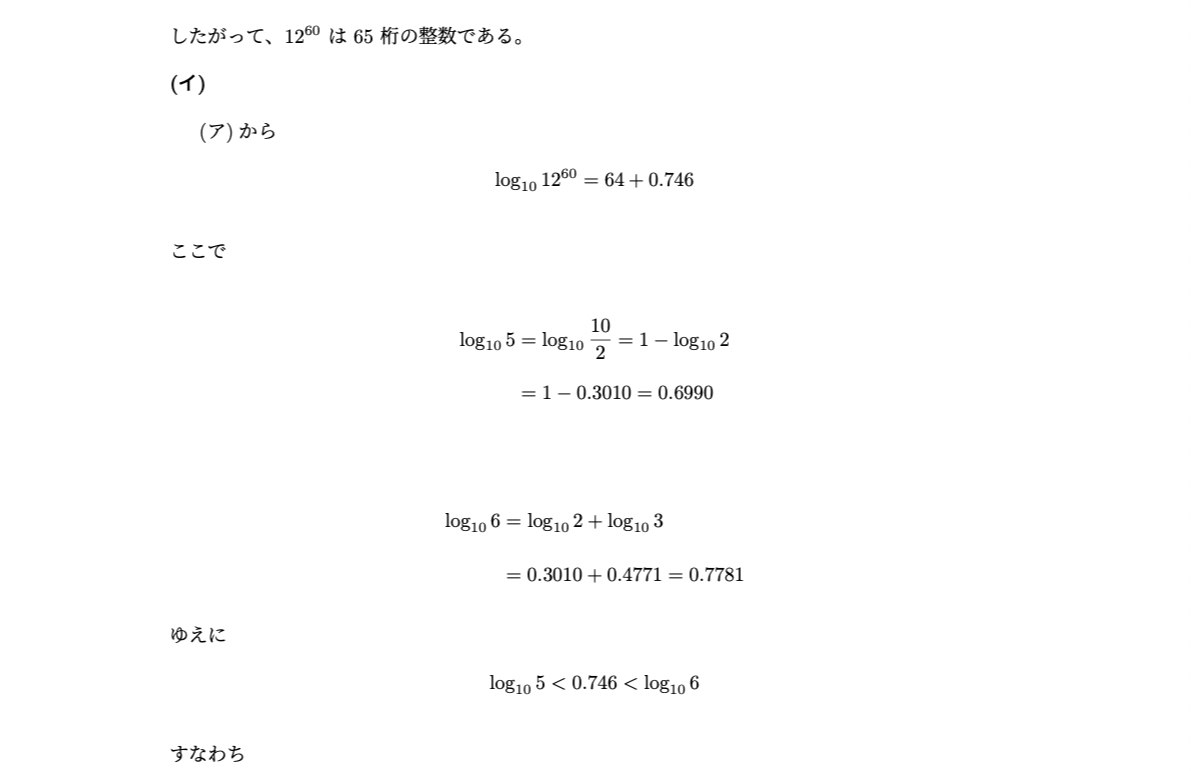 したがって、12^{60} は 65 桁の整数である。
(イ)
(ア) から
log_{10} 12^{60} = 64 + 0.746
ここで
log_{10} 5 = log_{10} \frac{10}{2} = 1 − log_{10} 2
= 1 − 0.3010 = 0.6990
log_{10} 6 = log_{10} 2 + log_{10} 3
= 0.3010 + 0.4771 = 0.7781
ゆえに
log_{10} 5 < 0.746 < log_{10} 6
すなわち